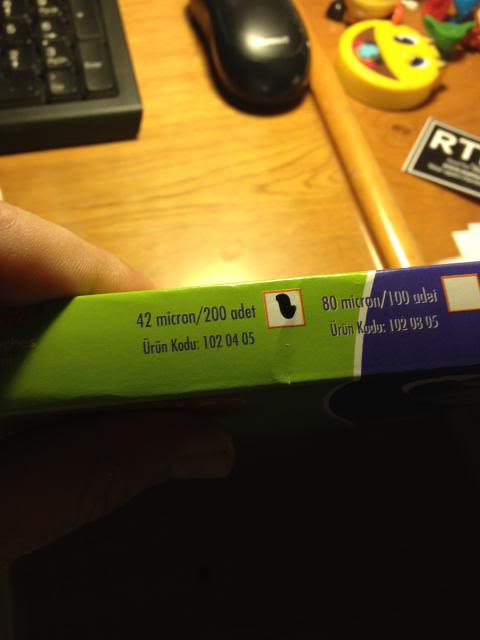 42 micron/200 adet
Ürün Kodu: 102 04 05
80 micron/100 adet
Ürün Kodu: 102 08 05
RT